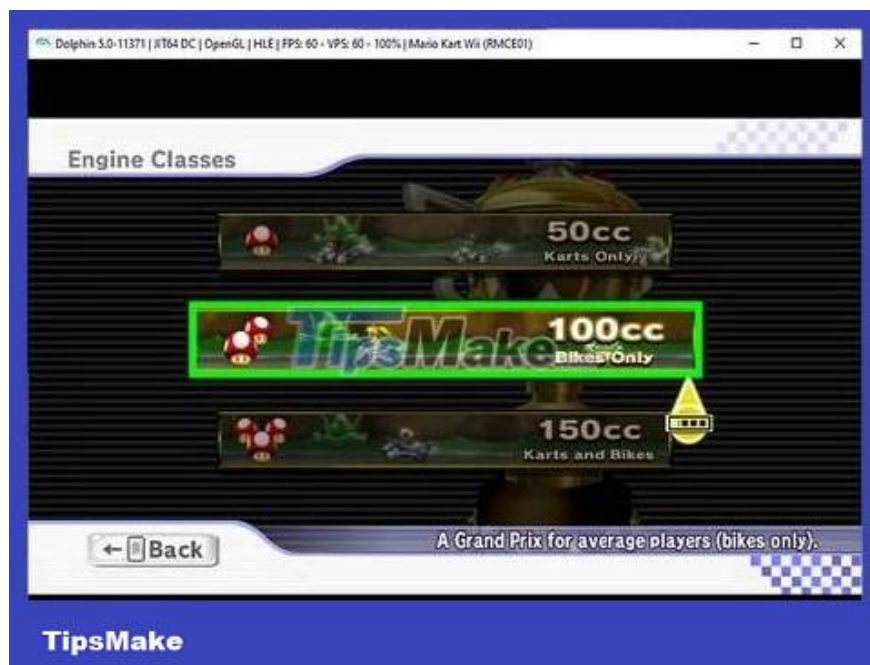 Dolphin 5.0-11371 | JIT64 DC | OpenGL | HLE | FPS: 60 - VPS: 60 - 100% | Mario Kart Wii (RMCE01)
Engine Classes
50cc
Karts Only
100cc
Bikes Only
150cc
Karts and Bikes
TipsMake
Back
A Grand Prix for average players (bikes only).
TipsMake